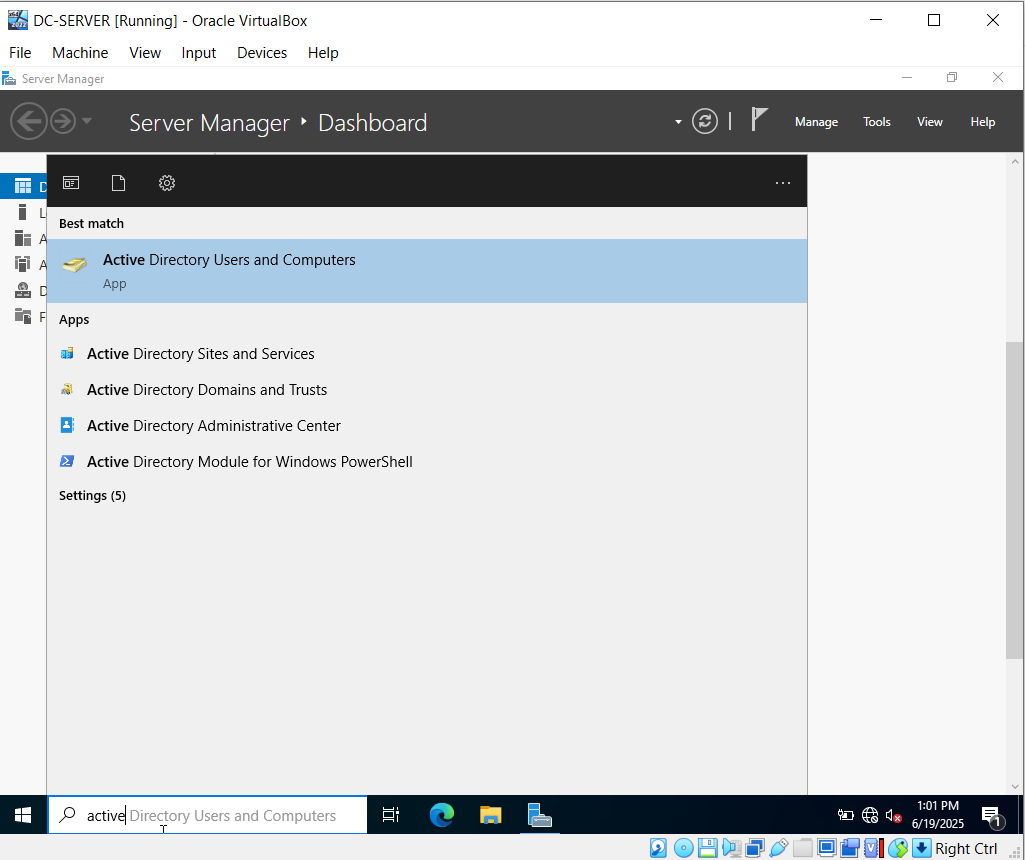 DC-SERVER [Running] - Oracle VirtualBox
File Machine View Input Devices Help
Server Manager
Server Manager Dashboard
Manage Tools View Help
D
L
A
A
D
F
Best match
Active Directory Users and Computers
App
Apps
Active Directory Sites and Services
Active Directory Domains and Trusts
Active Directory Administrative Center
Active Directory Module for Windows PowerShell
Settings (5)
active Directory Users and Computers
1:01 PM
6/19/2025
1
Right Ctrl